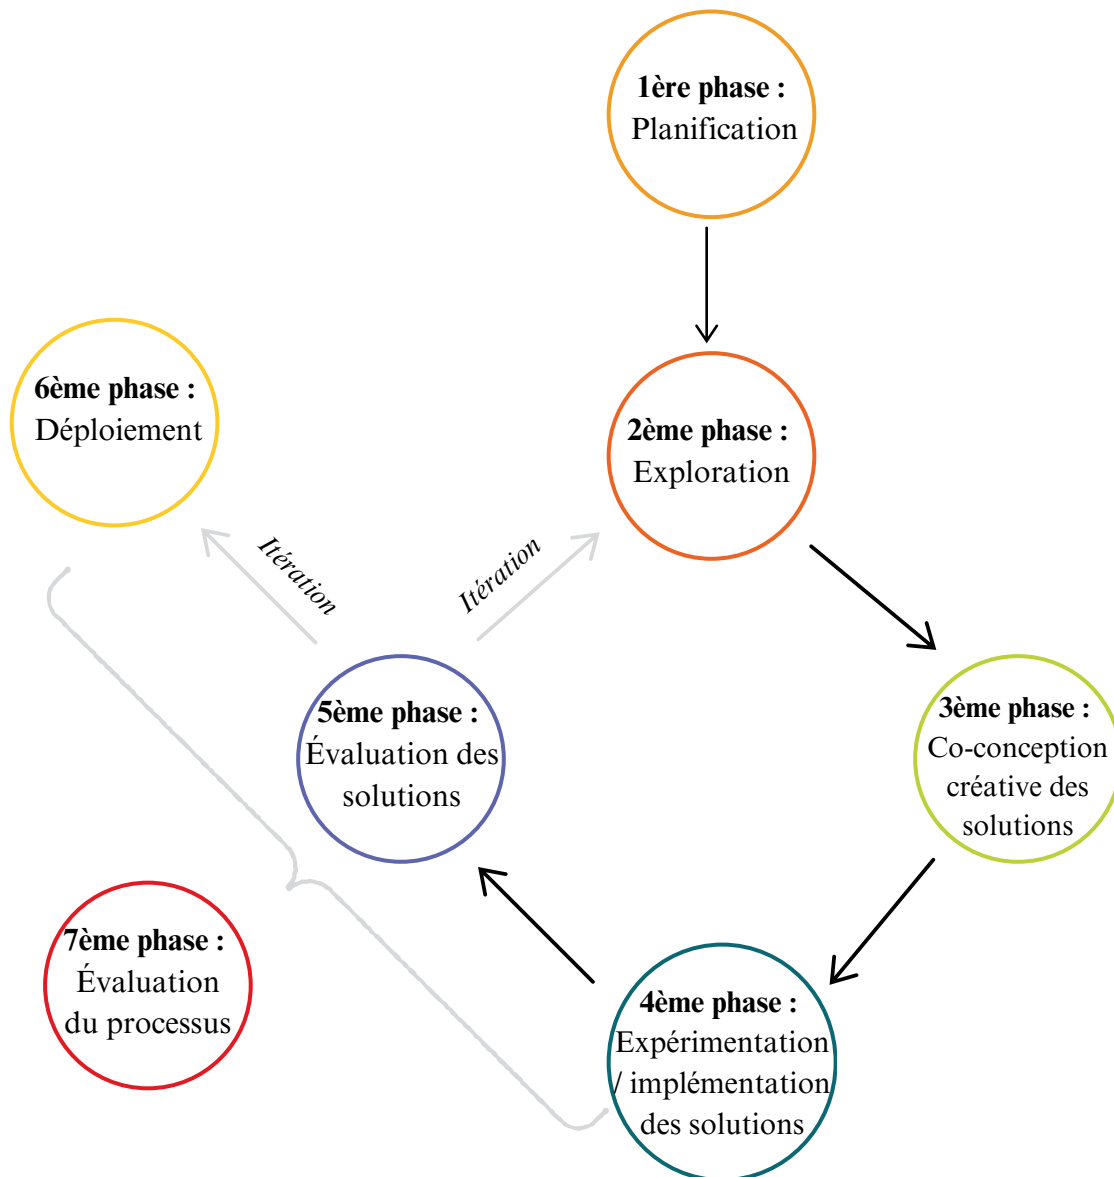 1ère phase :
Planification
6ème phase :
Déploiement
2ème phase :
Exploration
Itération
Itération
5ème phase :
Évaluation des
solutions
3ème phase :
Co-conception
créative des
solutions
7ème phase :
Évaluation
du processus
4ème phase :
Expérimentation
/ implémentation
des solutions